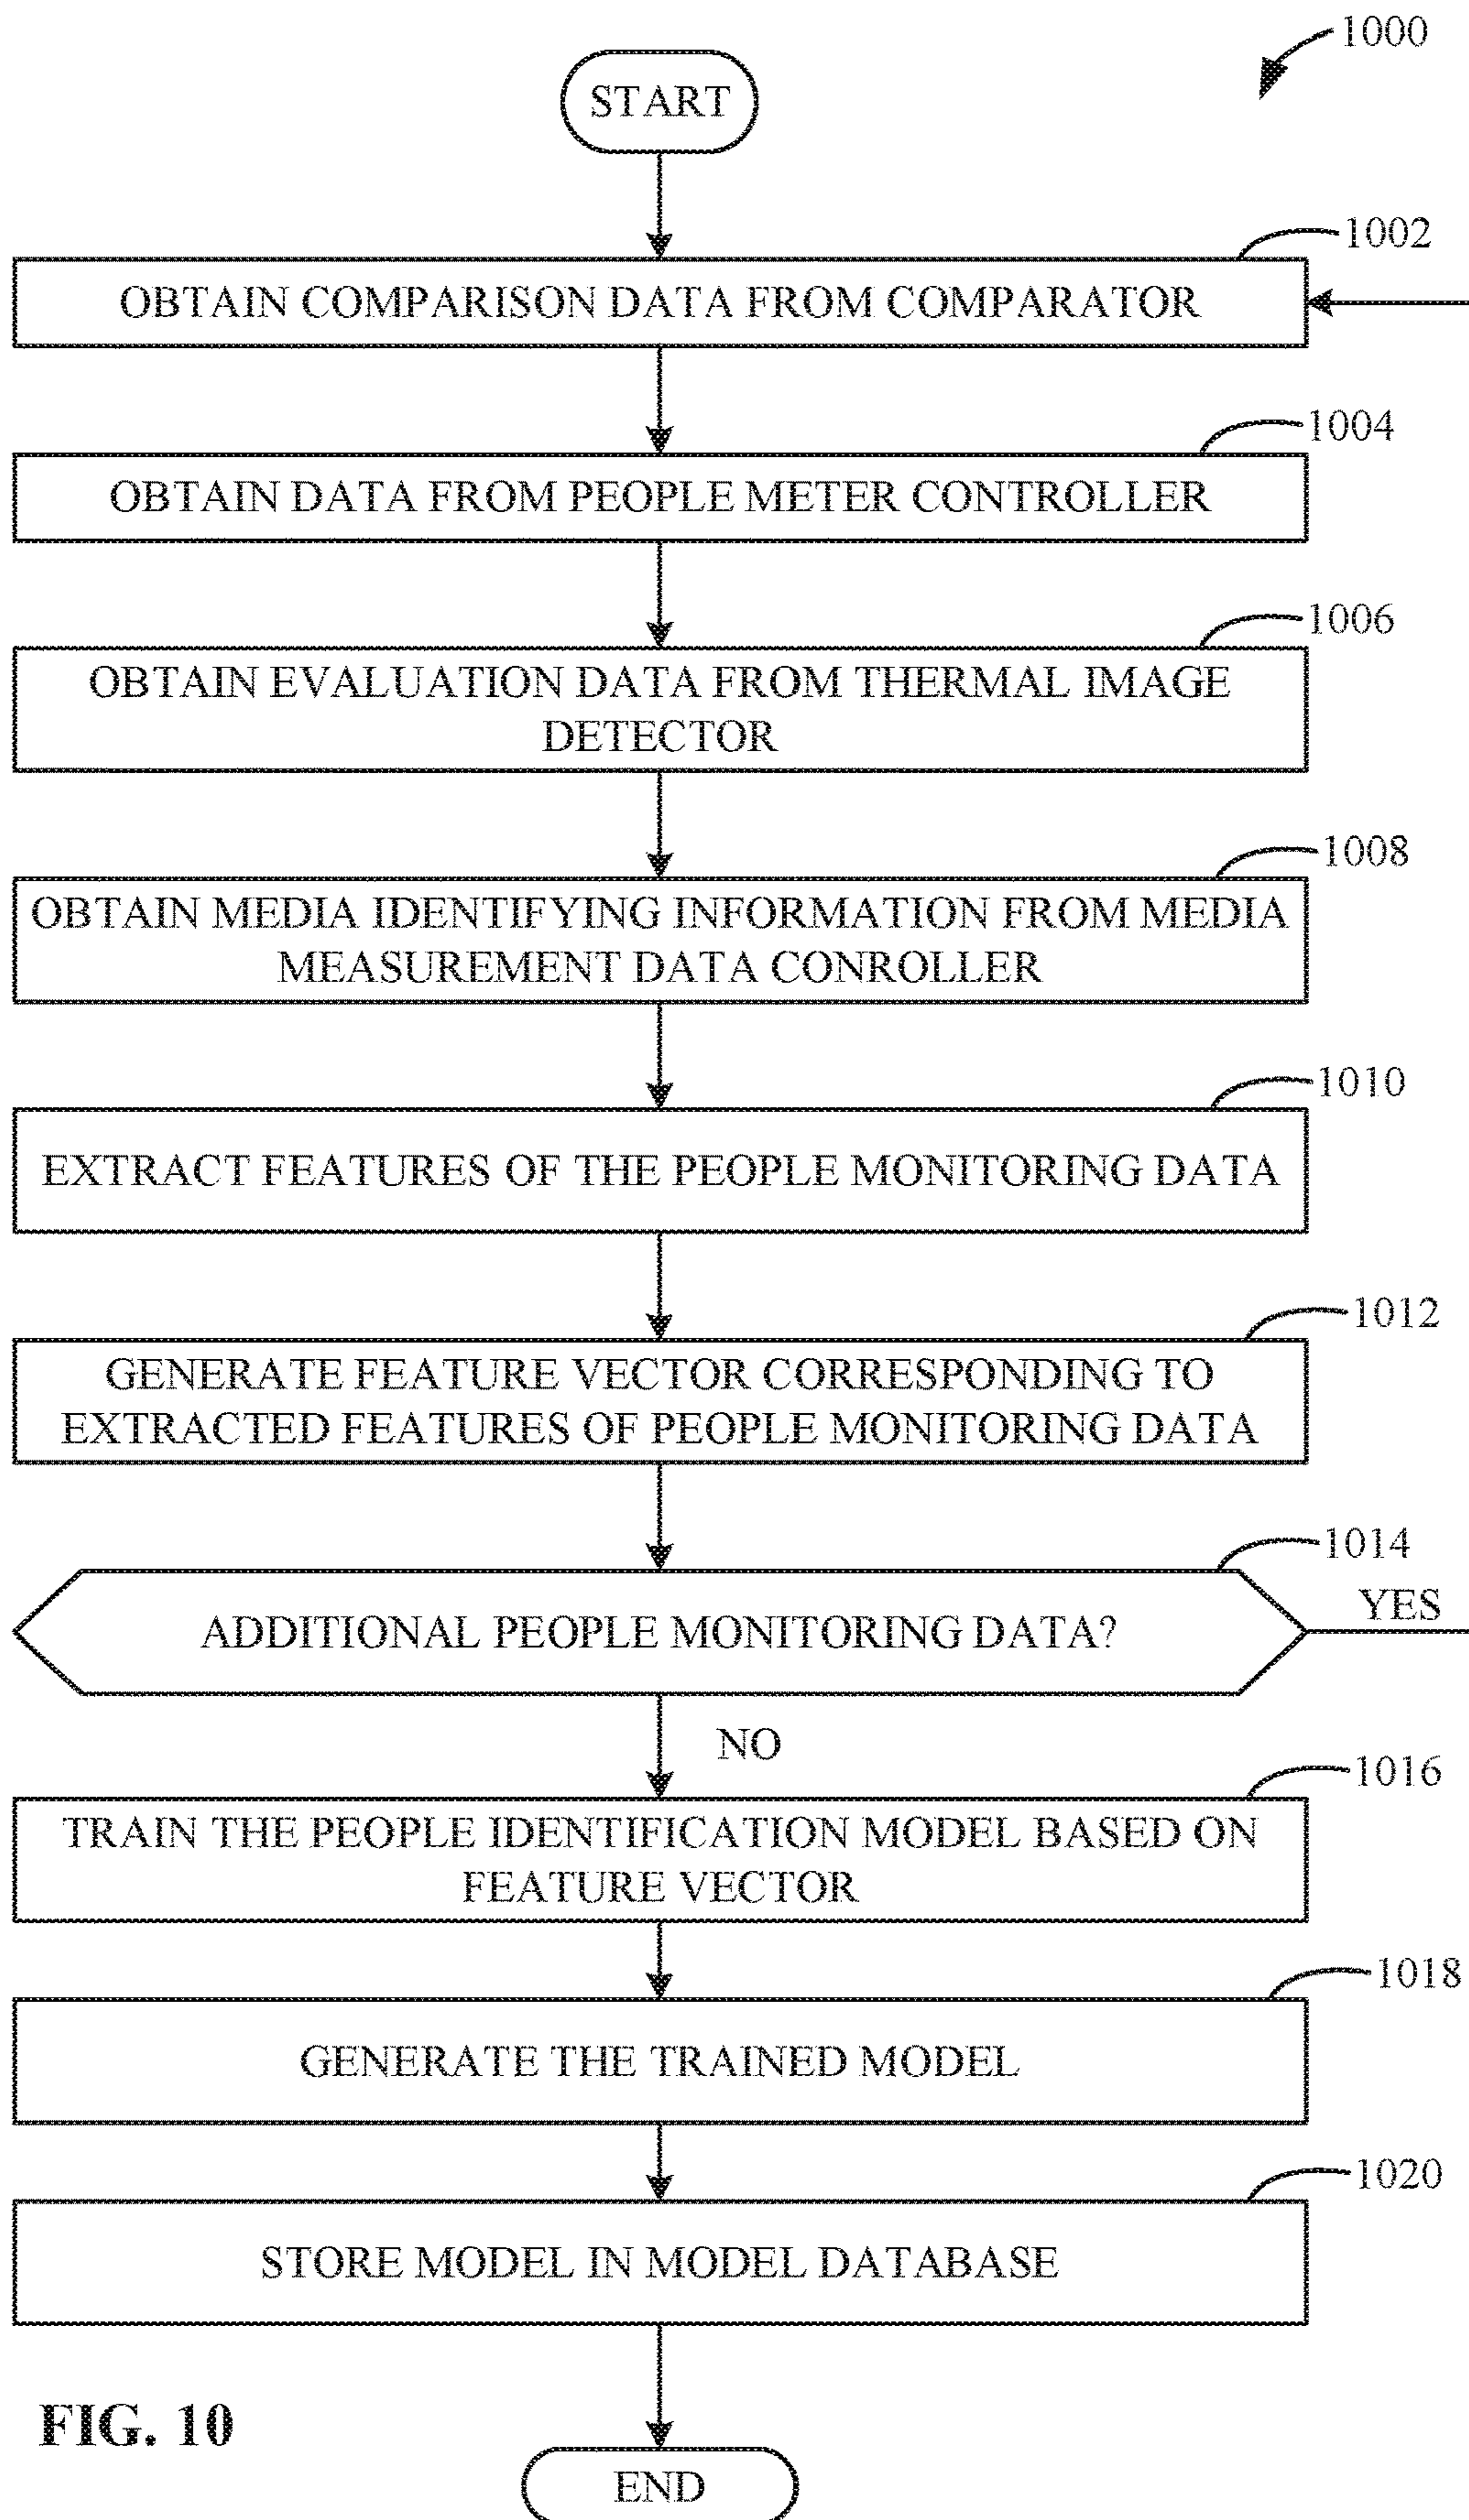 1000
START
1002
OBTAIN COMPARISON DATA FROM COMPARATOR
1004
OBTAIN DATA FROM PEOPLE METER CONTROLLER
1006
OBTAIN EVALUATION DATA FROM THERMAL IMAGE
DETECTOR
1008
OBTAIN MEDIA IDENTIFYING INFORMATION FROM MEDIA
MEASUREMENT DATA CONROLLER
1010
EXTRACT FEATURES OF THE PEOPLE MONITORING DATA
1012
GENERATE FEATURE VECTOR CORRESPONDING TO
EXTRACTED FEATURES OF PEOPLE MONITORING DATA
1014
ADDITIONAL PEOPLE MONITORING DATA?
YES
NO
1016
TRAIN THE PEOPLE IDENTIFICATION MODEL BASED ON
FEATURE VECTOR
1018
GENERATE THE TRAINED MODEL
1020
STORE MODEL IN MODEL DATABASE
FIG. 10
END